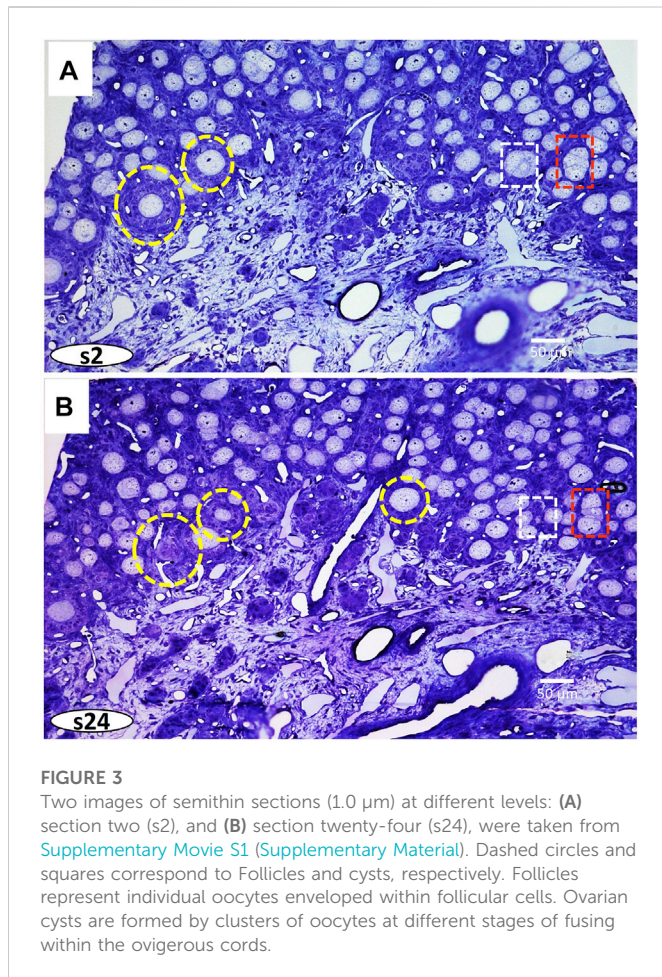 A
50 µm
s2
B
50 µm
s24
FIGURE 3
Two images of semithin sections (1.0 µm) at different levels: (A)
section two (s2), and (B) section twenty-four (s24), were taken from
Supplementary Movie S1 (Supplementary Material). Dashed circles and
squares correspond to Follicles and cysts, respectively. Follicles
represent individual oocytes enveloped within follicular cells. Ovarian
cysts are formed by clusters of oocytes at different stages of fusing
within the ovigerous cords.